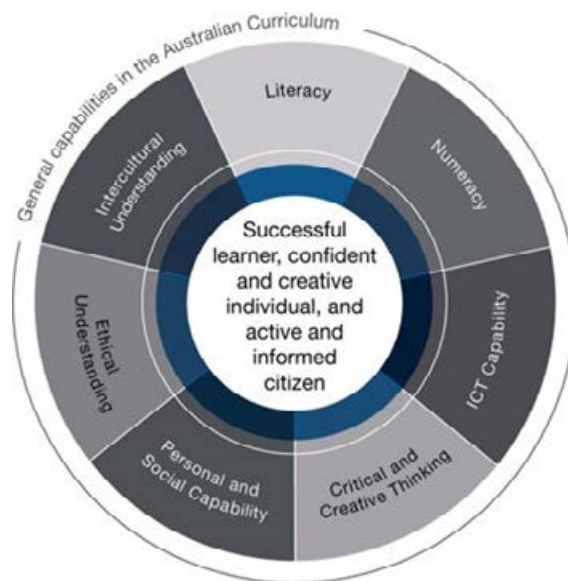 General capabilities in the Australian Curriculum
Literacy
Numeracy
ICT Capability
Critical and
Creative Thinking
Personal and
Social Capability
Ethical
Understanding
Intercultural
Understanding
Successful
learner, confident
and creative
individual, and
active and
informed
citizen